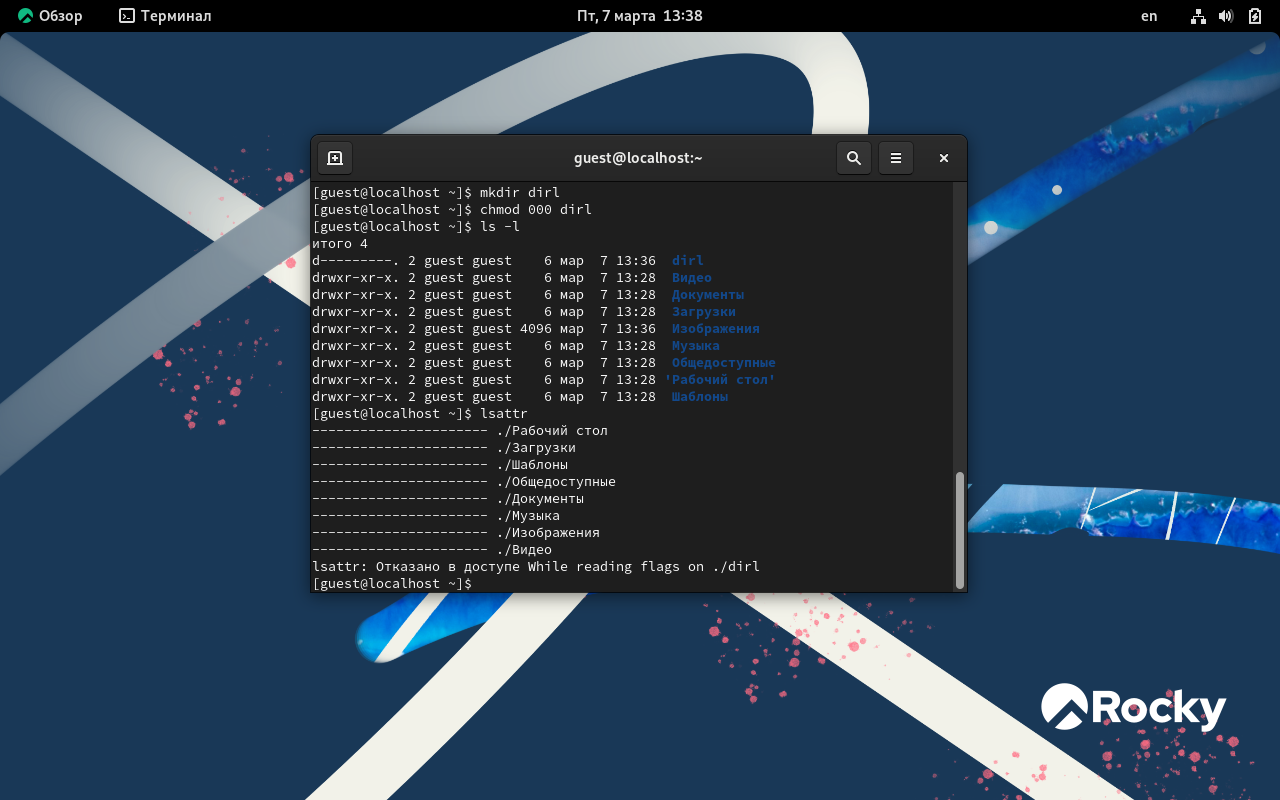 Обзор Терминал Пт, 7 марта 13:38 en
guest@localhost:~
[guest@localhost ~]$ mkdir dirl
[guest@localhost ~]$ chmod 000 dirl
[guest@localhost ~]$ ls -l
итого 4
d---------. 2 guest guest    6 мар  7 13:36  dirl
drwxr-xr-x. 2 guest guest    6 мар  7 13:28  Видео
drwxr-xr-x. 2 guest guest    6 мар  7 13:28  Документы
drwxr-xr-x. 2 guest guest    6 мар  7 13:28  Загрузки
drwxr-xr-x. 2 guest guest 4096 мар  7 13:36  Изображения
drwxr-xr-x. 2 guest guest    6 мар  7 13:28  Музыка
drwxr-xr-x. 2 guest guest    6 мар  7 13:28  Общедоступные
drwxr-xr-x. 2 guest guest    6 мар  7 13:28 'Рабочий стол'
drwxr-xr-x. 2 guest guest    6 мар  7 13:28  Шаблоны
[guest@localhost ~]$ lsattr
---------------------- ./Рабочий стол
---------------------- ./Загрузки
---------------------- ./Шаблоны
---------------------- ./Общедоступные
---------------------- ./Документы
---------------------- ./Музыка
---------------------- ./Изображения
---------------------- ./Видео
lsattr: Отказано в доступе While reading flags on ./dirl
[guest@localhost ~]$
Rocky